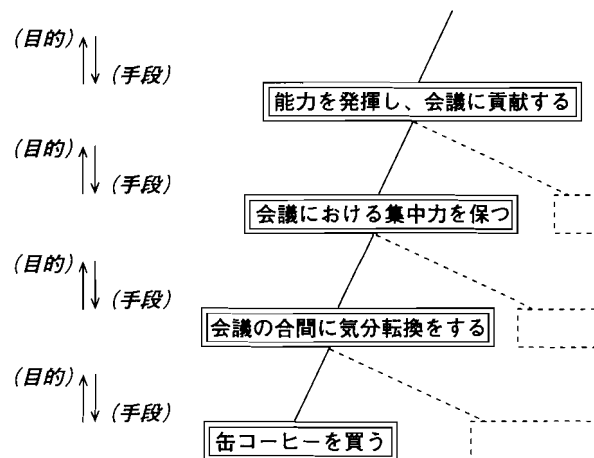 (目的)
(手段)
能力を発揮し、会議に貢献する
(目的)
(手段)
会議における集中力を保つ
(目的)
(手段)
会議の合間に気分転換をする
(目的)
(手段)
缶コーヒーを買う